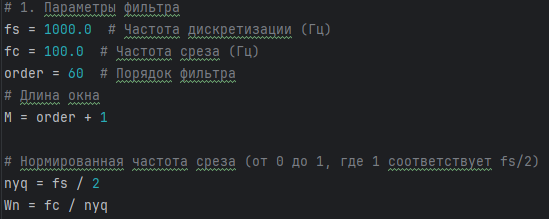 # 1. Параметры фильтра
fs = 1000.0  # Частота дискретизации (Гц)
fc = 100.0  # Частота среза (Гц)
order = 60  # Порядок фильтра
# Длина окна
M = order + 1
# Нормированная частота среза (от 0 до 1, где 1 соответствует fs/2)
nyq = fs / 2
Wn = fc / nyq